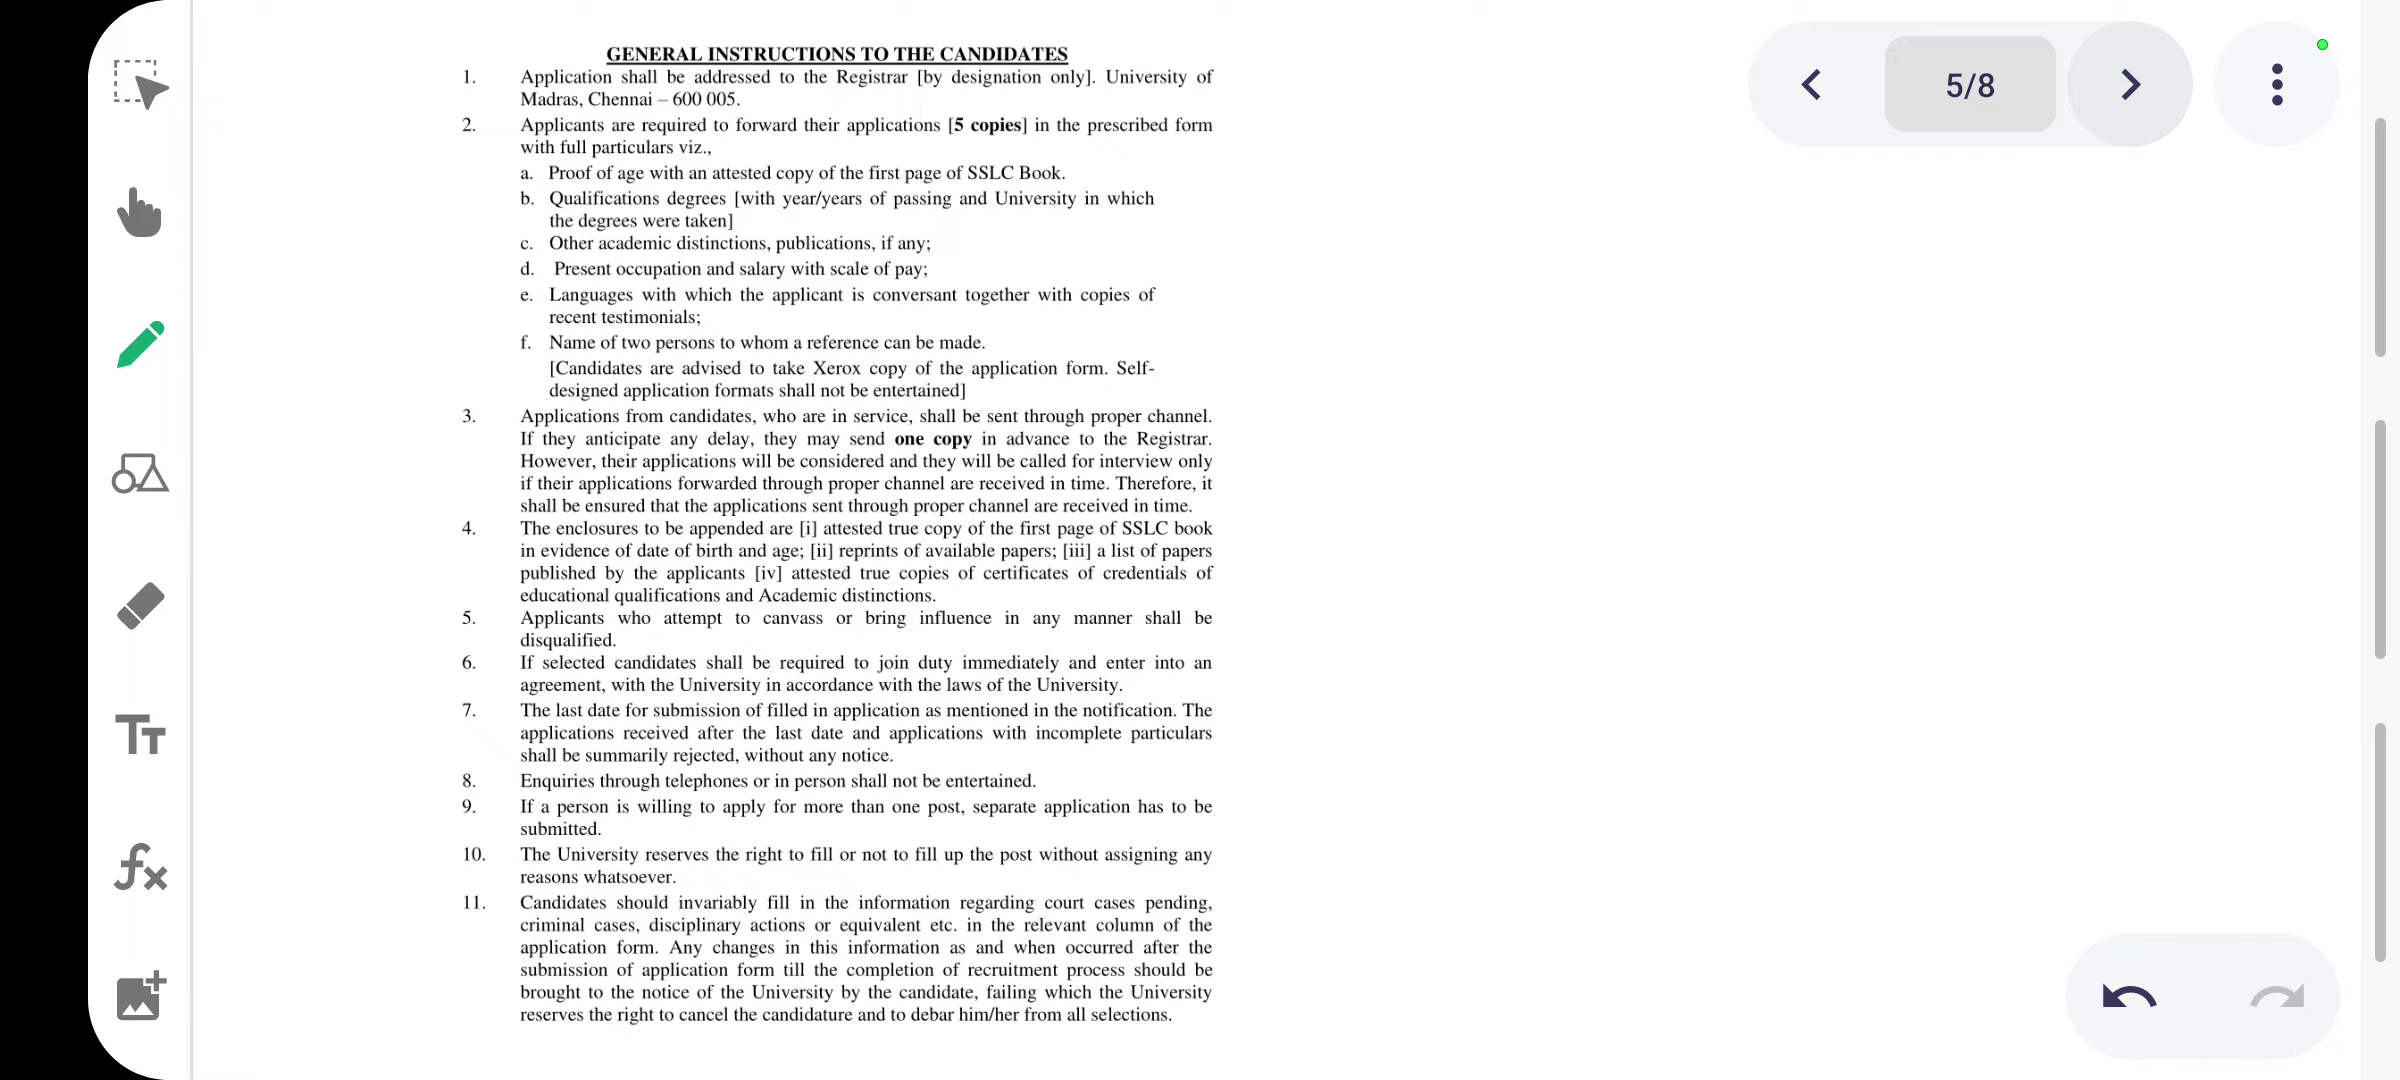 GENERAL INSTRUCTIONS TO THE CANDIDATES
1. Application shall be addressed to the Registrar [by designation only]. University of
Madras, Chennai – 600 005.
2. Applicants are required to forward their applications [5 copies] in the prescribed form
with full particulars viz.,
a. Proof of age with an attested copy of the first page of SSLC Book.
b. Qualifications degrees [with year/years of passing and University in which
the degrees were taken]
c. Other academic distinctions, publications, if any;
d. Present occupation and salary with scale of pay;
e. Languages with which the applicant is conversant together with copies of
recent testimonials;
f. Name of two persons to whom a reference can be made.
[Candidates are advised to take Xerox copy of the application form. Self-
designed application formats shall not be entertained]
3. Applications from candidates, who are in service, shall be sent through proper channel.
If they anticipate any delay, they may send one copy in advance to the Registrar.
However, their applications will be considered and they will be called for interview only
if their applications forwarded through proper channel are received in time. Therefore, it
shall be ensured that the applications sent through proper channel are received in time.
4. The enclosures to be appended are [i] attested true copy of the first page of SSLC book
in evidence of date of birth and age; [ii] reprints of available papers; [iii] a list of papers
published by the applicants [iv] attested true copies of certificates of credentials of
educational qualifications and Academic distinctions.
5. Applicants who attempt to canvass or bring influence in any manner shall be
disqualified.
6. If selected candidates shall be required to join duty immediately and enter into an
agreement, with the University in accordance with the laws of the University.
7. The last date for submission of filled in application as mentioned in the notification. The
applications received after the last date and applications with incomplete particulars
shall be summarily rejected, without any notice.
8. Enquiries through telephones or in person shall not be entertained.
9. If a person is willing to apply for more than one post, separate application has to be
submitted.
10. The University reserves the right to fill or not to fill up the post without assigning any
reasons whatsoever.
11. Candidates should invariably fill in the information regarding court cases pending,
criminal cases, disciplinary actions or equivalent etc. in the relevant column of the
application form. Any changes in this information as and when occurred after the
submission of application form till the completion of recruitment process should be
brought to the notice of the University by the candidate, failing which the University
reserves the right to cancel the candidature and to debar him/her from all selections.
5/8
TT
fx